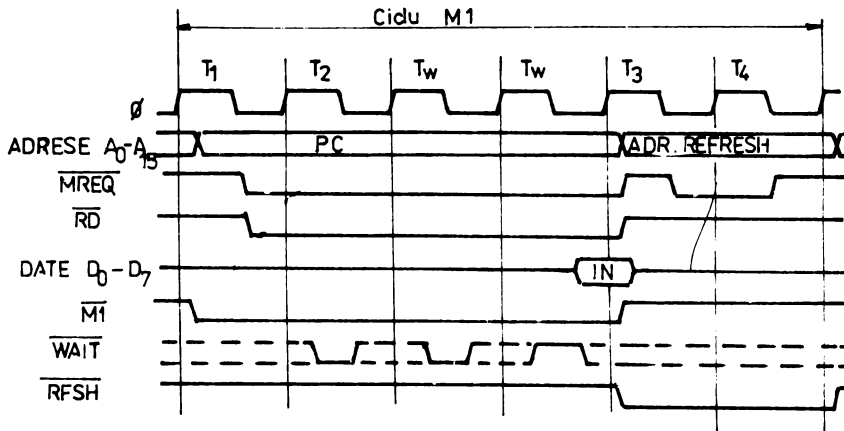 Ciclu M1
T1 T2 Tw Tw T3 T4
Ø
ADRESE A0-A15 PC ADR. REFRESH
MREQ
RD
DATE D0-D7 IN
M1
WAIT
RFSH